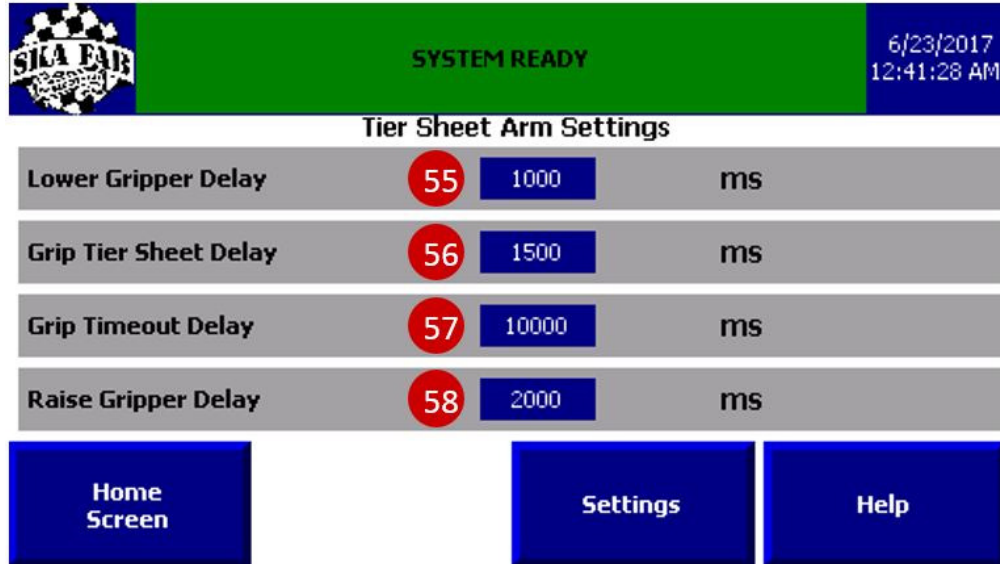 SKA FAB
SYSTEM READY
6/23/2017
12:41:28 AM
Tier Sheet Arm Settings
Lower Gripper Delay 55 1000 ms
Grip Tier Sheet Delay 56 1500 ms
Grip Timeout Delay 57 10000 ms
Raise Gripper Delay 58 2000 ms
Home
Screen
Settings
Help